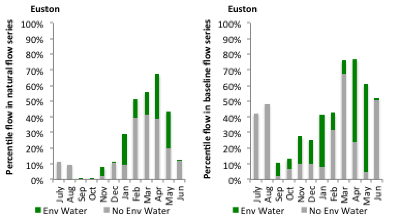 Euston
Percentile flow in natural flow series
100%
90%
80%
70%
60%
50%
40%
30%
20%
10%
0%
July
Aug
Sep
Oct
Nov
Dec
Jan
Feb
Mar
Apr
May
Jun
Env Water
No Env Water
Euston
Percentile flow in baseline flow series
100%
90%
80%
70%
60%
50%
40%
30%
20%
10%
0%
July
Aug
Sep
Oct
Nov
Dec
Jan
Feb
Mar
Apr
May
Jun
Env Water
No Env Water